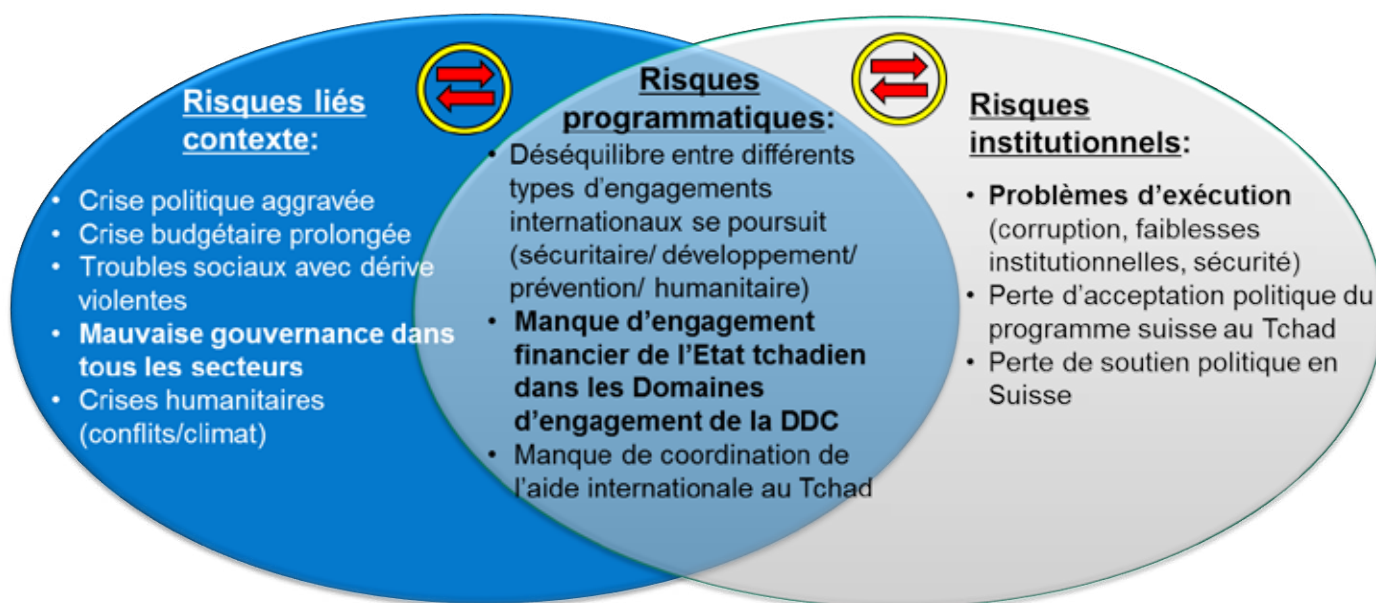 Risques liés
contexte:
• Crise politique aggravée
• Crise budgétaire prolongée
• Troubles sociaux avec dérive
violentes
• Mauvaise gouvernance dans
tous les secteurs
• Crises humanitaires
(conflits/climat)
Risques
programmatiques:
• Déséquilibre entre différents
types d’engagements
internationaux se poursuit
(sécuritaire/ développement/
prévention/ humanitaire)
• Manque d’engagement
financier de l’Etat tchadien
dans les Domaines
d’engagement de la DDC
• Manque de coordination de
l’aide internationale au Tchad
Risques
institutionnels:
• Problèmes d’exécution
(corruption, faiblesses
institutionnelles, sécurité)
• Perte d’acceptation politique du
programme suisse au Tchad
• Perte de soutien politique en
Suisse